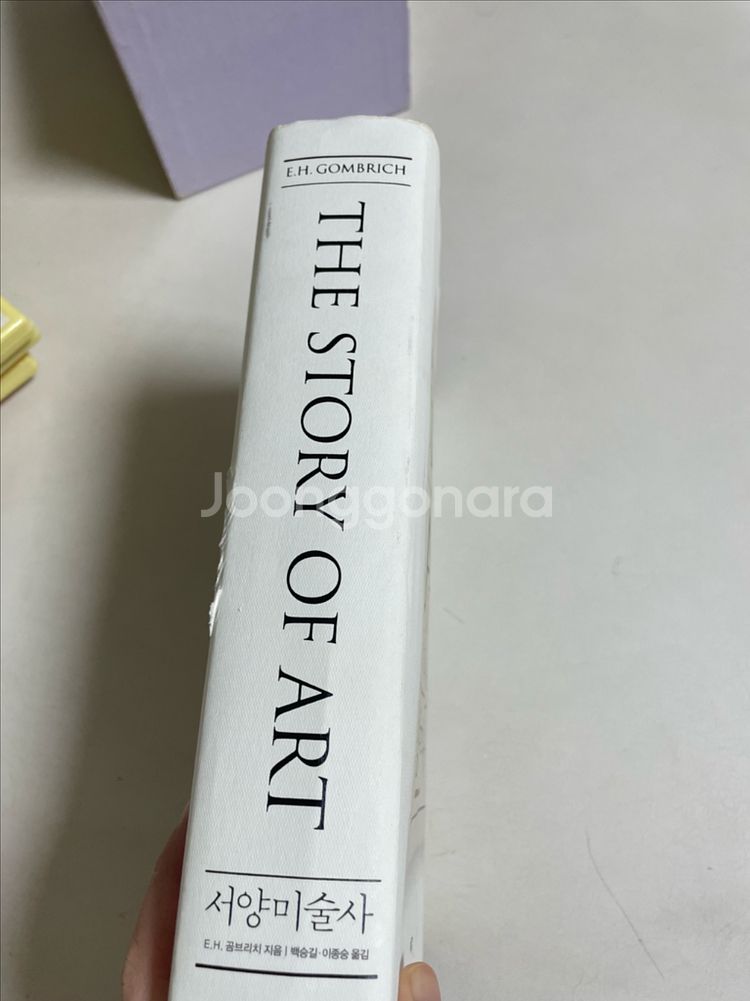 E.H. GOMBRICH
THE STORY OF ART
Joonggonara
서양미술사
E.H. 곰브리치 지음 | 백승길·이종숭 옮김